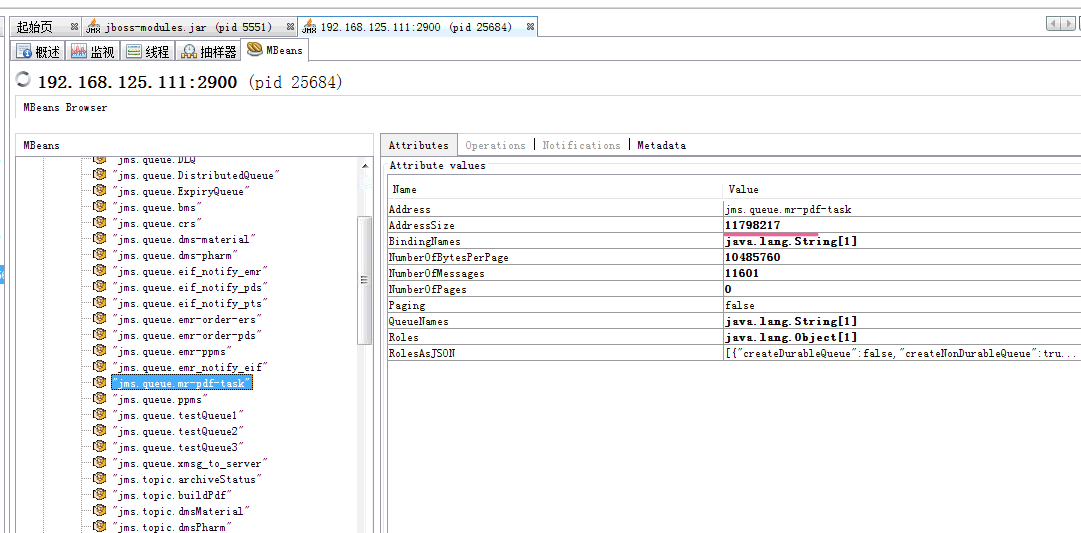 起始页 jboss-modules.jar (pid 5551) 192.168.125.111:2900 (pid 25684)
概述 监视 线程 抽样器 MBeans
192.168.125.111:2900 (pid 25684)
MBeans Browser
MBeans
"jms.queue.DLQ
"jms.queue.DistributedQueue"
"jms.queue.ExpiryQueue"
"jms.queue.bms"
"jms.queue.crs"
"jms.queue.dms-material"
"jms.queue.dms-pharm"
"jms.queue.eif_notify_emr"
"jms.queue.eif_notify_pds"
"jms.queue.eif_notify_pts"
"jms.queue.emr-order-ers"
"jms.queue.emr-order-pds"
"jms.queue.emr-ppms"
"jms.queue.emr_notify_eif"
"jms.queue.mr-pdf-task"
"jms.queue.ppms"
"jms.queue.testQueue1"
"jms.queue.testQueue2"
"jms.queue.testQueue3"
"jms.queue.xmsg_to_server"
"jms.topic.archiveStatus"
"jms.topic.buildPdf"
"jms.topic.dmsMaterial"
"jms.topic.dmsPharm"
Attributes Operations Notifications Metadata
Attribute values
Name Value
Address jms.queue.mr-pdf-task
AddressSize 11798217
BindingNames java.lang.String[1]
NumberOfBytesPerPage 10485760
NumberOfMessages 11601
NumberOfPages 0
Paging false
QueueNames java.lang.String[1]
Roles java.lang.Object[1]
RolesAsJSON [{"createDurableQueue":false,"createNonDurableQueue":tru...